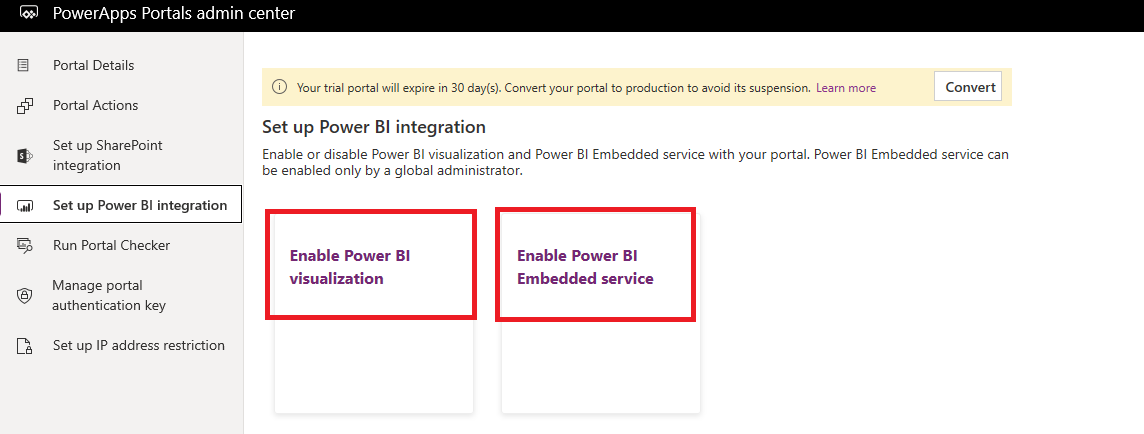 PowerApps Portals admin center
Portal Details
Portal Actions
Set up SharePoint
integration
Set up Power BI integration
Run Portal Checker
Manage portal
authentication key
Set up IP address restriction
Your trial portal will expire in 30 day(s). Convert your portal to production to avoid its suspension. Learn more
Convert
Set up Power BI integration
Enable or disable Power BI visualization and Power BI Embedded service with your portal. Power BI Embedded service can
be enabled only by a global administrator.
Enable Power BI
visualization
Enable Power BI
Embedded service